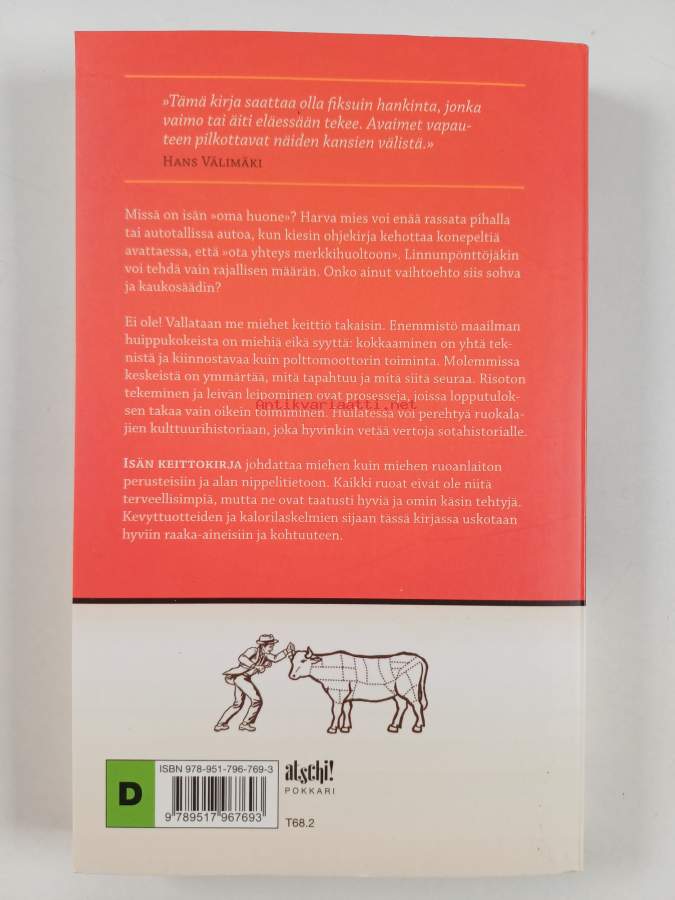 »Tämä kirja saattaa olla fiksuin hankinta, jonka
vaimo tai äiti eläessään tekee. Avaimet vapau-
teen pilkottavat näiden kansien välistä.»
HANS VÄLIMÄKI
Missä on isän »oma huone»? Harva mies voi enää rassata pihalla
tai autotallissa autoa, kun kiesin ohjekirja kehottaa konepeltiä
avattaessa, että »ota yhteys merkkihuoltoon». Linnunpönttöjäkin
voi tehdä vain rajallisen määrän. Onko ainut vaihtoehto siis sohva
ja kaukosäädin?
Ei ole! Vallataan me miehet keittiö takaisin. Enemmistö maailman
huippukokeista on miehiä eikä syyttä: kokkaaminen on yhtä tek-
nistä ja kiinnostavaa kuin polttomoottorin toiminta. Molemmissa
keskeistä on ymmärtää, mitä tapahtuu ja mitä siitä seuraa. Risoton
tekeminen ja leivän leipominen ovat prosesseja, joissa lopputulok-
sen takaa vain oikein toimiminen. Huilatessa voi perehtyä ruokala-
jien kulttuurihistoriaan, joka hyvinkin vetää vertoja sotahistorialle.
Antikvariaatti.net
ISÄN KEITTOKIRJA johdattaa miehen kuin miehen ruoanlaiton
perusteisiin ja alan nippelitietoon. Kaikki ruoat eivät ole niitä
terveellisimpiä, mutta ne ovat taatusti hyviä ja omin käsin tehtyjä.
Kevyttuotteiden ja kalorilaskelmien sijaan tässä kirjassa uskotaan
hyviin raaka-aineisiin ja kohtuuteen.
D
ISBN 978-951-796-769-3
9 789517 967693
atschi!
POKKARI
T68.2